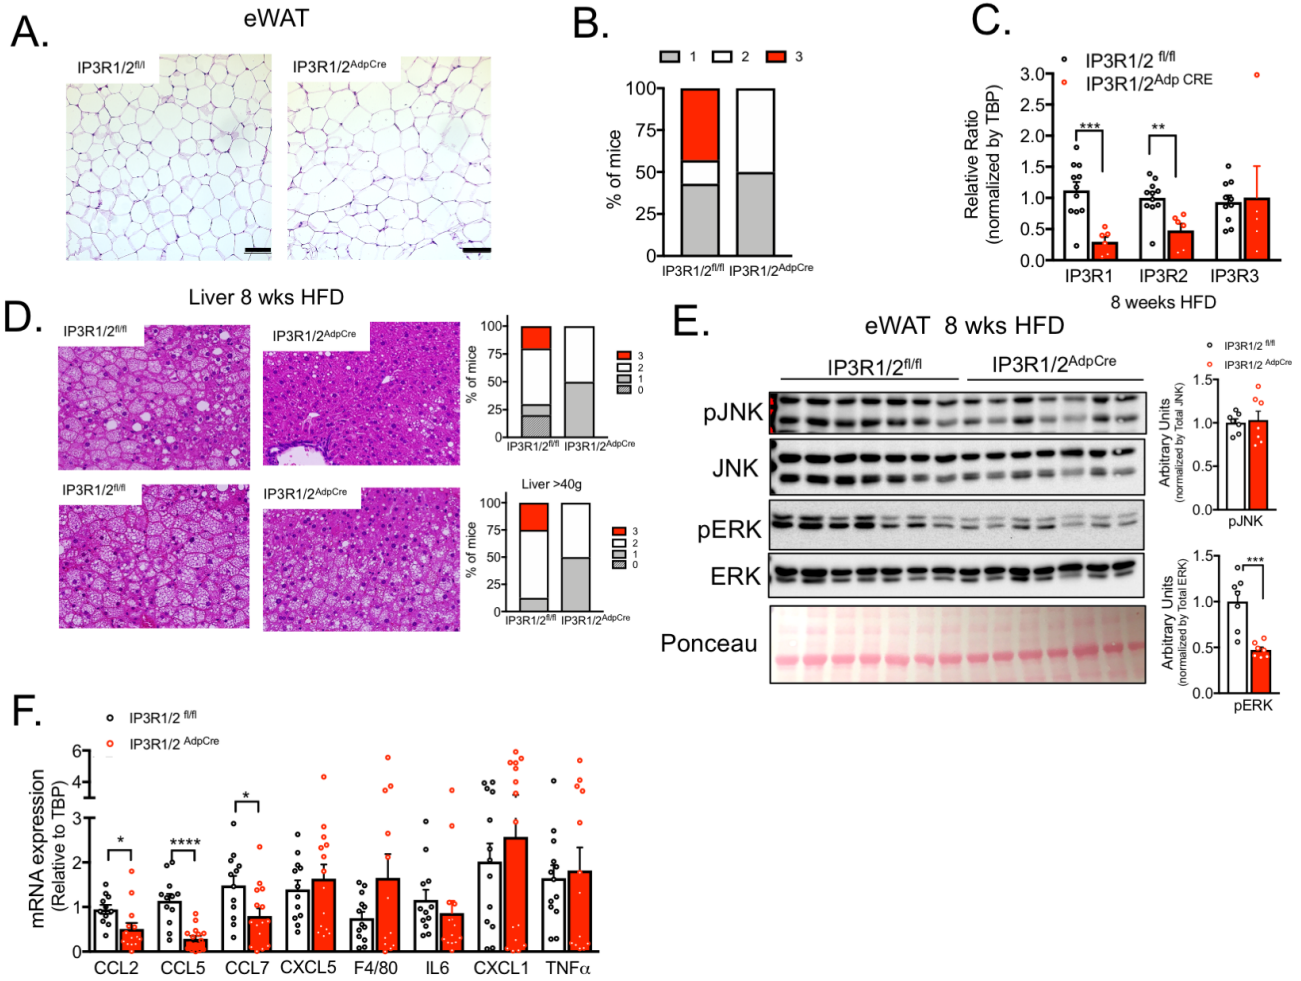 A.
eWAT
IP3R1/2fl/l
IP3R1/2AdpCre
B.
1 2 3
100
75
50
25
0
% of mice
IP3R1/2fl/fl IP3R1/2AdpCre
C.
IP3R1/2 fl/fl
IP3R1/2Adp CRE
3.0
2.5
2.0
1.5
1.0
0.5
0.0
Relative Ratio
(normalized by TBP)
*** **
IP3R1 IP3R2 IP3R3
8 weeks HFD
D.
Liver 8 wks HFD
IP3R1/2fl/fl
IP3R1/2AdpCre
100
75
50
25
0
% of mice
3
2
1
0
IP3R1/2fl/fl IP3R1/2AdpCre
IP3R1/2fl/fl
IP3R1/2AdpCre
Liver >40g
100
75
50
25
0
% of mice
3
2
1
0
IP3R1/2fl/fl IP3R1/2AdpCre
E.
eWAT 8 wks HFD
IP3R1/2fl/fl IP3R1/2AdpCre
pJNK
JNK
pERK
ERK
Ponceau
IP3R1/2 fl/fl
IP3R1/2 AdpCre
1.5
1.0
0.5
0.0
Arbitrary Units
(normalized by Total JNK)
pJNK
1.5
1.0
0.5
0.0
Arbitrary Units
(normalized by Total ERK)
***
pERK
F.
IP3R1/2 fl/fl
IP3R1/2 AdpCre
6
4
3
2
1
0
mRNA expression
(Relative to TBP)
* **** *
CCL2 CCL5 CCL7 CXCL5 F4/80 IL6 CXCL1 TNFα